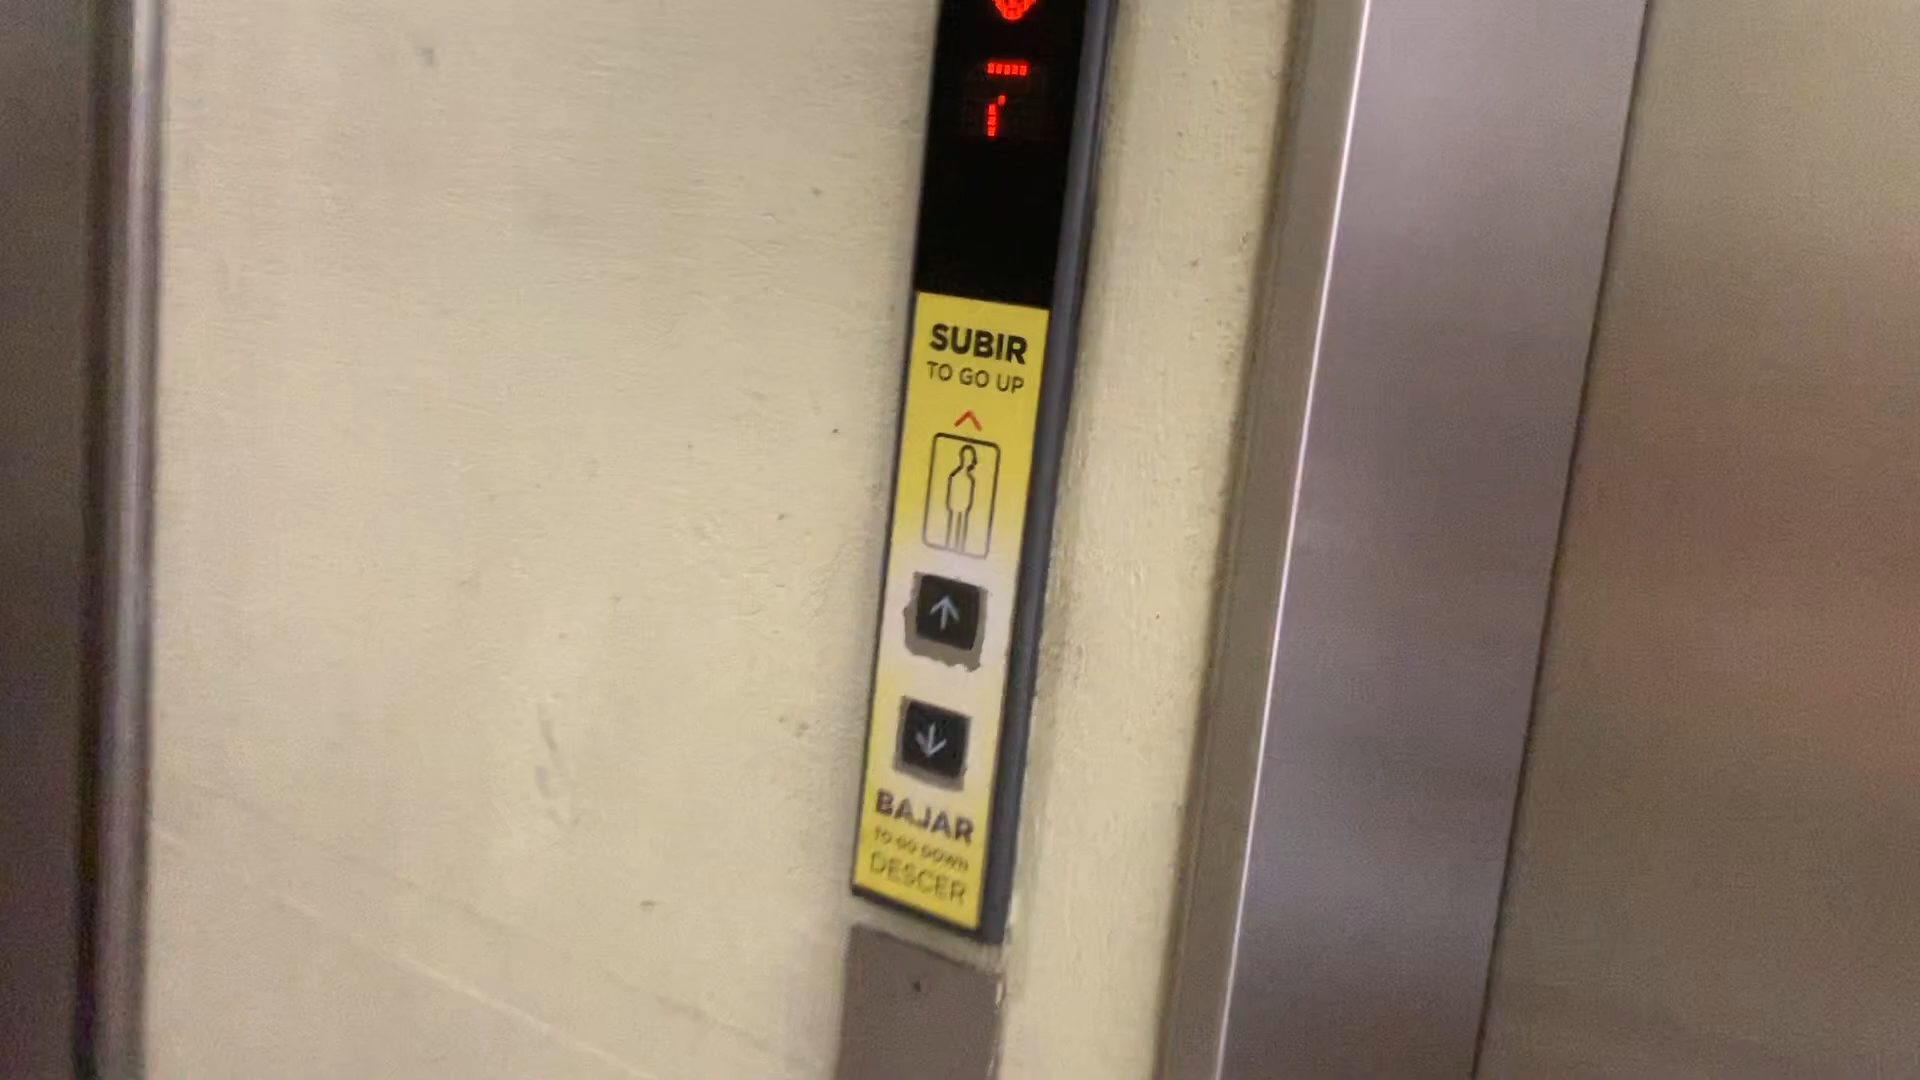 SUBIR
TO GO UP
BAJAR
TO GO DOWN
DESCER